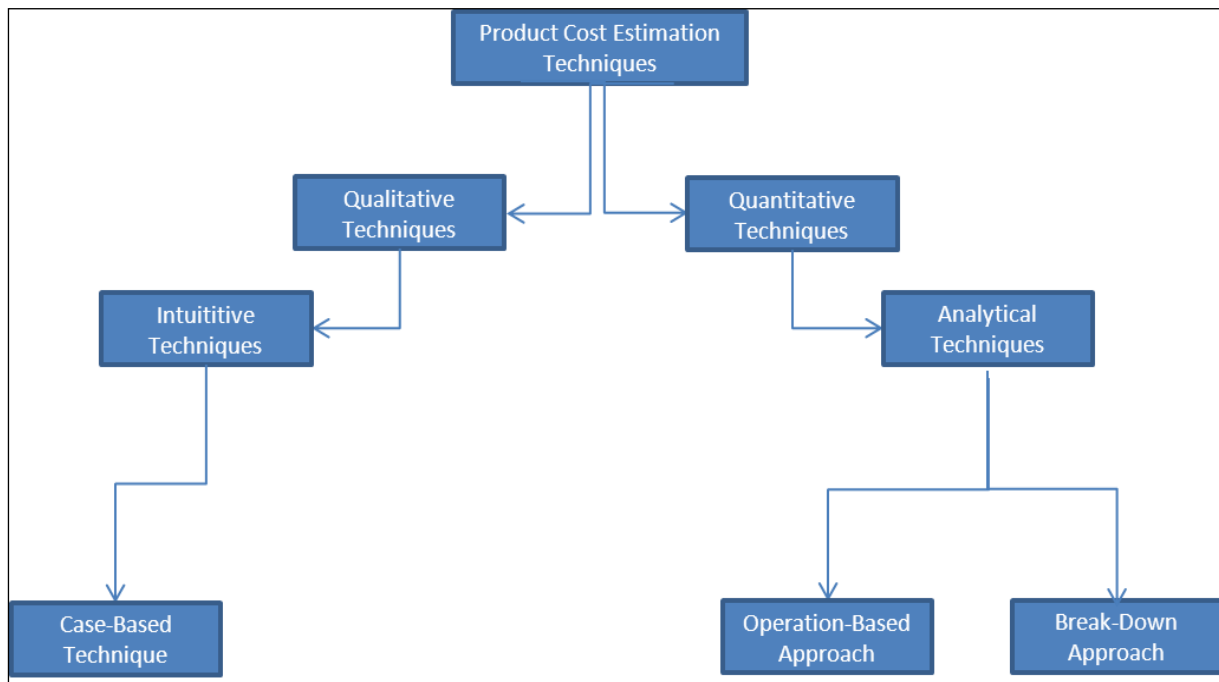 Product Cost Estimation
Techniques
Qualitative
Techniques
Quantitative
Techniques
Intuititive
Techniques
Analytical
Techniques
Case-Based
Technique
Operation-Based
Approach
Break-Down
Approach